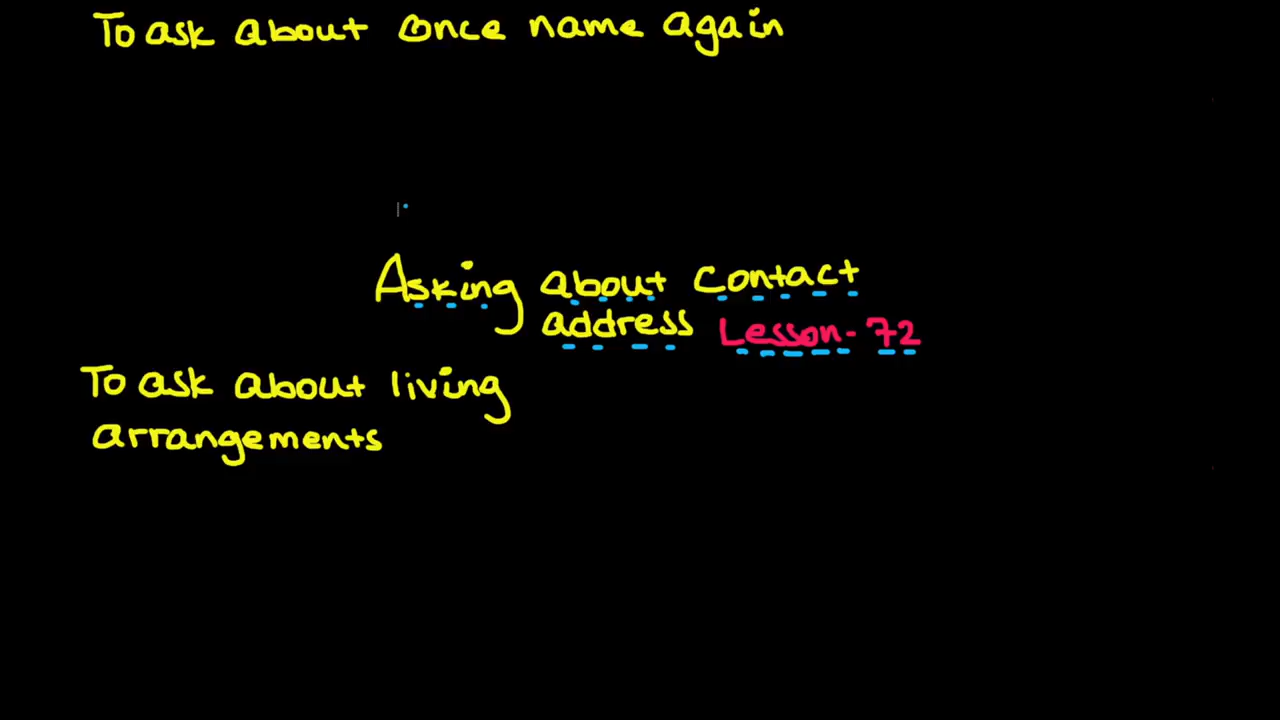 To ask about once name again
Asking about contact
address Lesson-72
To ask about living
arrangements